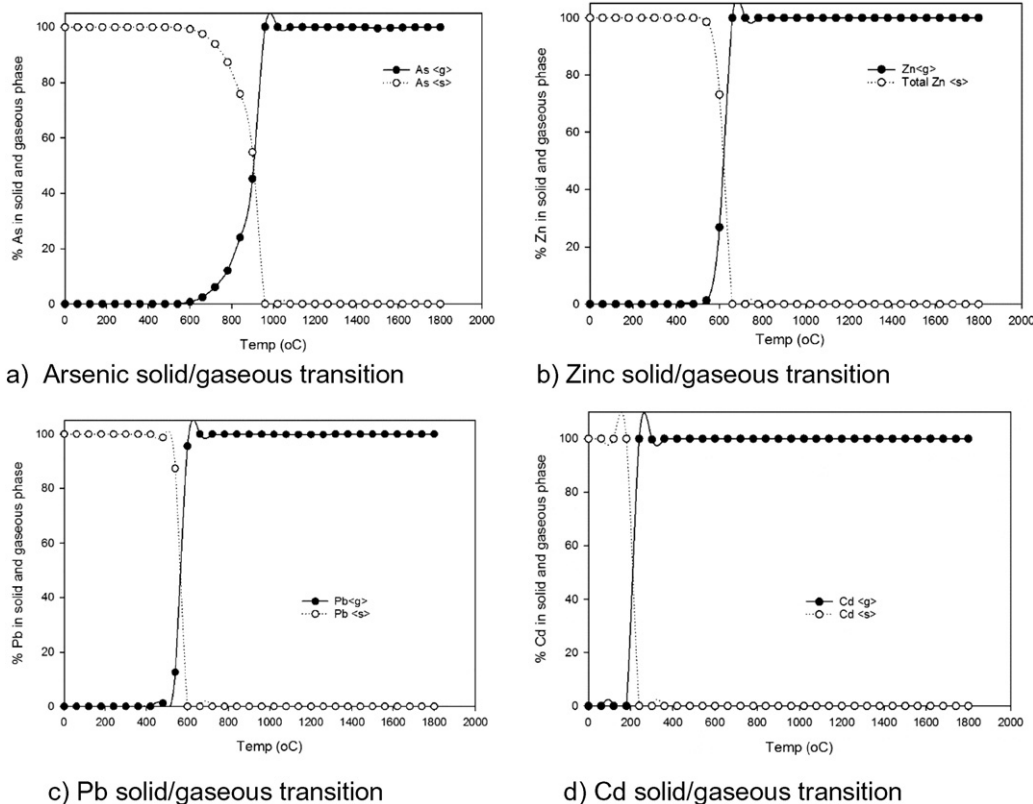 % As in solid and gaseous phase
100
80
60
40
20
0
As <g>
As <s>
0 200 400 600 800 1000 1200 1400 1600 1800 2000
Temp (oC)
a) Arsenic solid/gaseous transition
% Zn in solid and gaseous phase
100
80
60
40
20
0
Zn<g>
Total Zn <s>
0 200 400 600 800 1000 1200 1400 1600 1800 2000
Temp (oC)
b) Zinc solid/gaseous transition
% Pb in solid and gaseous phase
100
80
60
40
20
0
Pb<g>
Pb <s>
0 200 400 600 800 1000 1200 1400 1600 1800 2000
Temp (oC)
c) Pb solid/gaseous transition
% Cd in solid and gaseous phase
100
80
60
40
20
0
Cd <g>
Cd <s>
0 200 400 600 800 1000 1200 1400 1600 1800 2000
Temp (oC)
d) Cd solid/gaseous transition